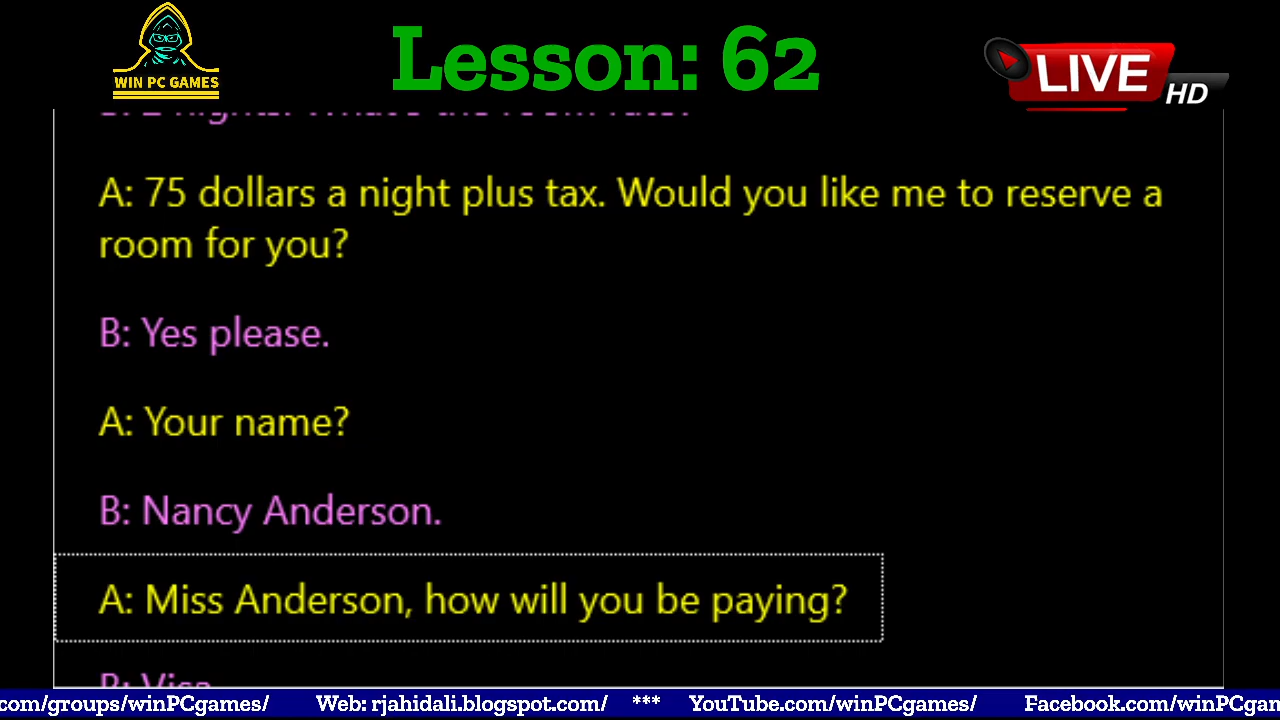 WIN PC GAMES
Lesson: 62
LIVE
HD
A: 75 dollars a night plus tax. Would you like me to reserve a
room for you?
B: Yes please.
A: Your name?
B: Nancy Anderson.
A: Miss Anderson, how will you be paying?
B: Visa
com/groups/winPCgames/ Web: rjahidali.blogspot.com/ *** YouTube.com/winPCgames/ Facebook.com/winPCgam